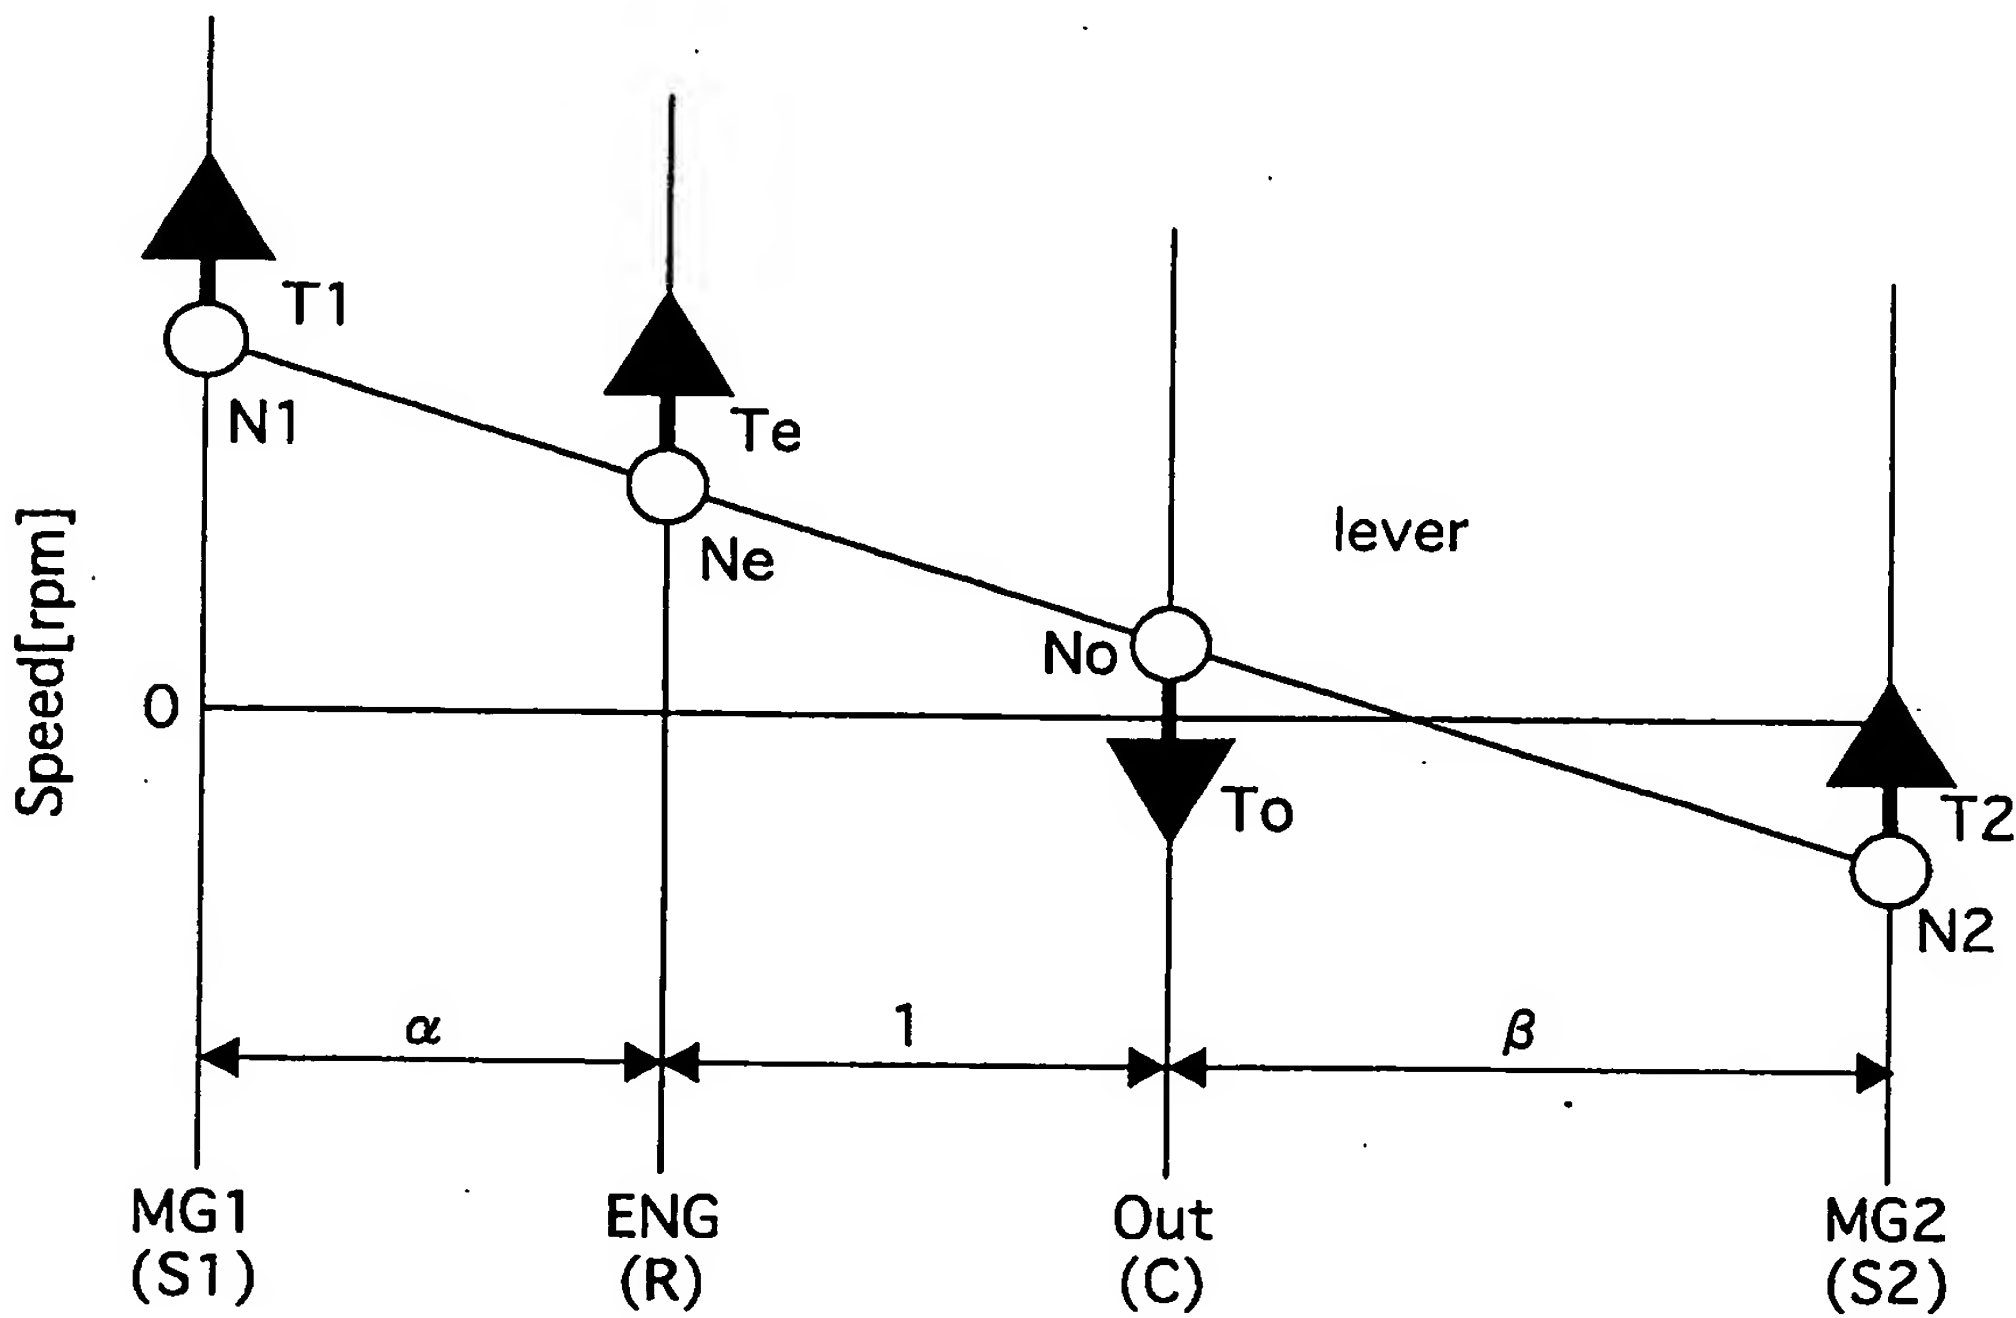 T1
N1
Te
Ne
lever
No
Speed[rpm]
0
To
T2
N2
α
1
β
MG1
(S1)
ENG
(R)
Out
(C)
MG2
(S2)